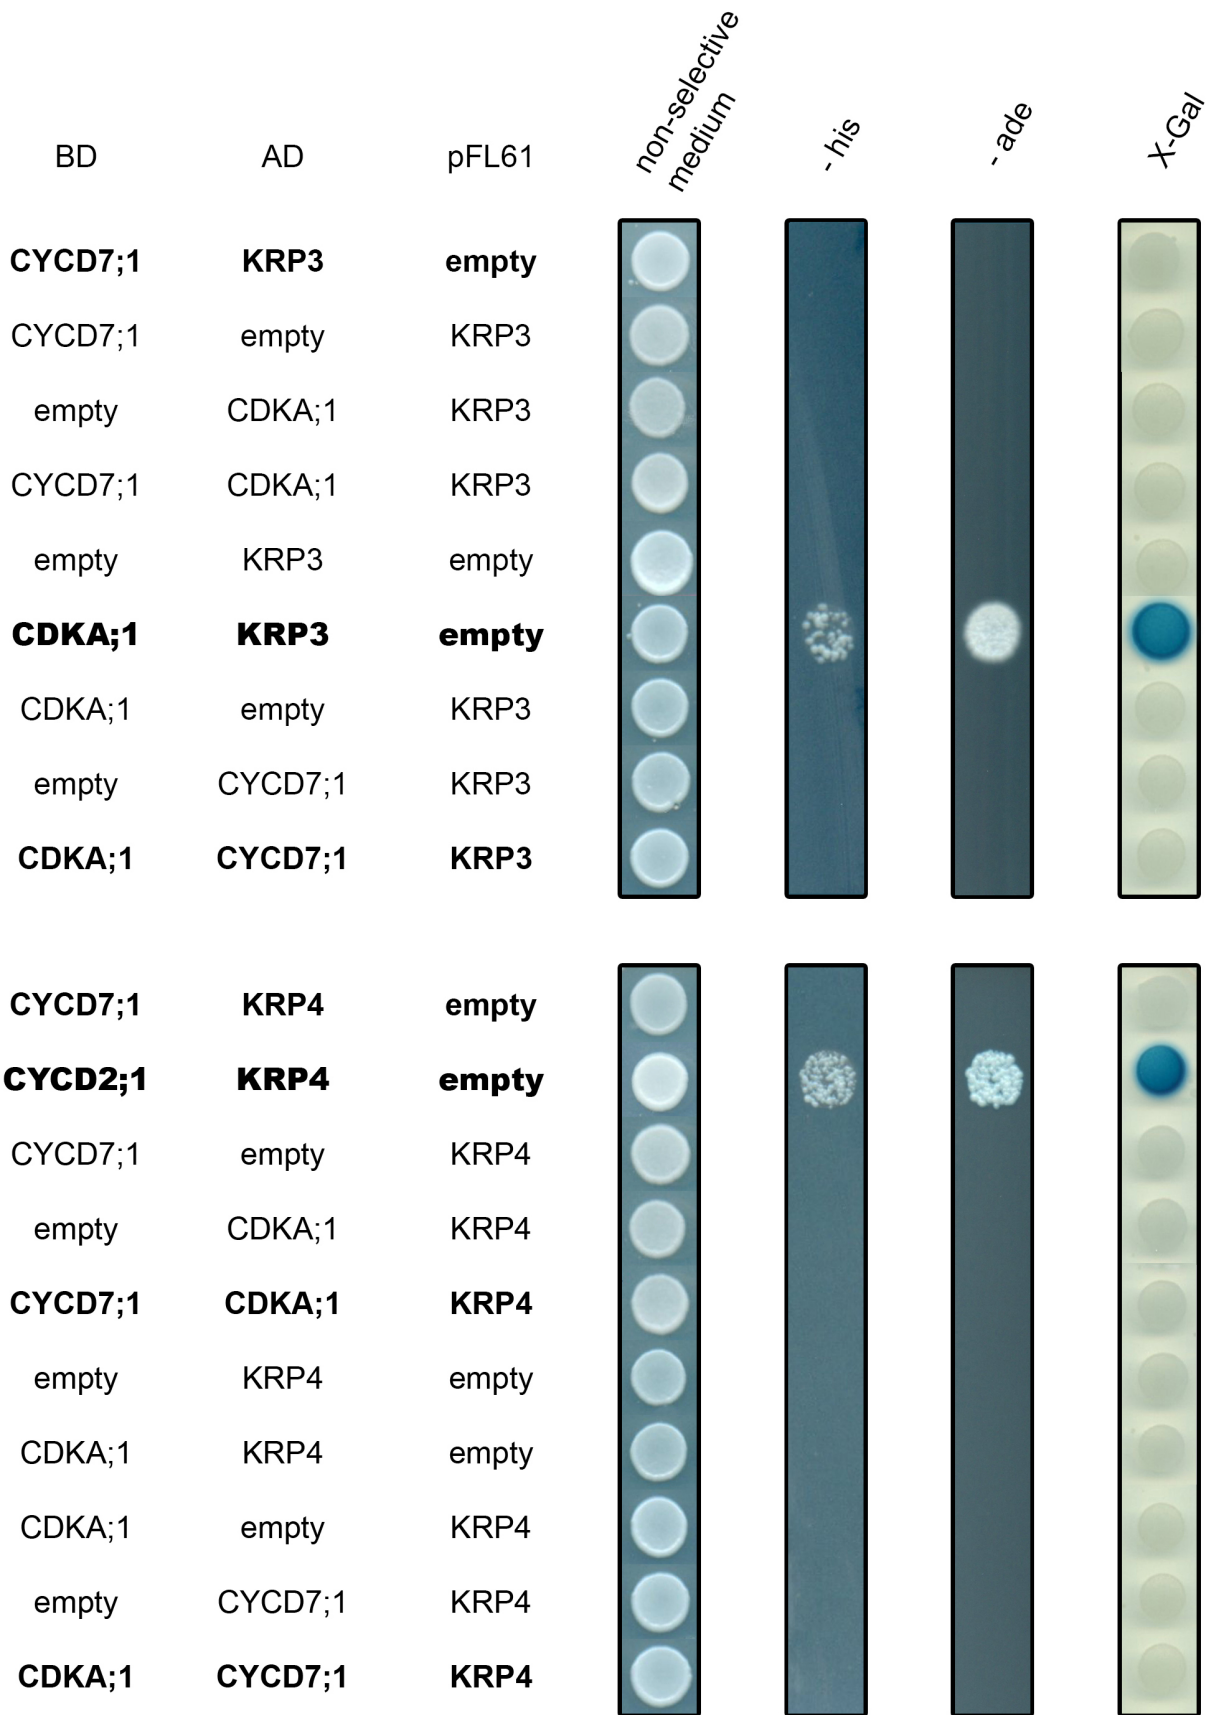 non-selective
medium
- his
- ade
X-Gal
BD AD pFL61
CYCD7;1 KRP3 empty
CYCD7;1 empty KRP3
empty CDKA;1 KRP3
CYCD7;1 CDKA;1 KRP3
empty KRP3 empty
CDKA;1 KRP3 empty
CDKA;1 empty KRP3
empty CYCD7;1 KRP3
CDKA;1 CYCD7;1 KRP3
CYCD7;1 KRP4 empty
CYCD2;1 KRP4 empty
CYCD7;1 empty KRP4
empty CDKA;1 KRP4
CYCD7;1 CDKA;1 KRP4
empty KRP4 empty
CDKA;1 KRP4 empty
CDKA;1 empty KRP4
empty CYCD7;1 KRP4
CDKA;1 CYCD7;1 KRP4